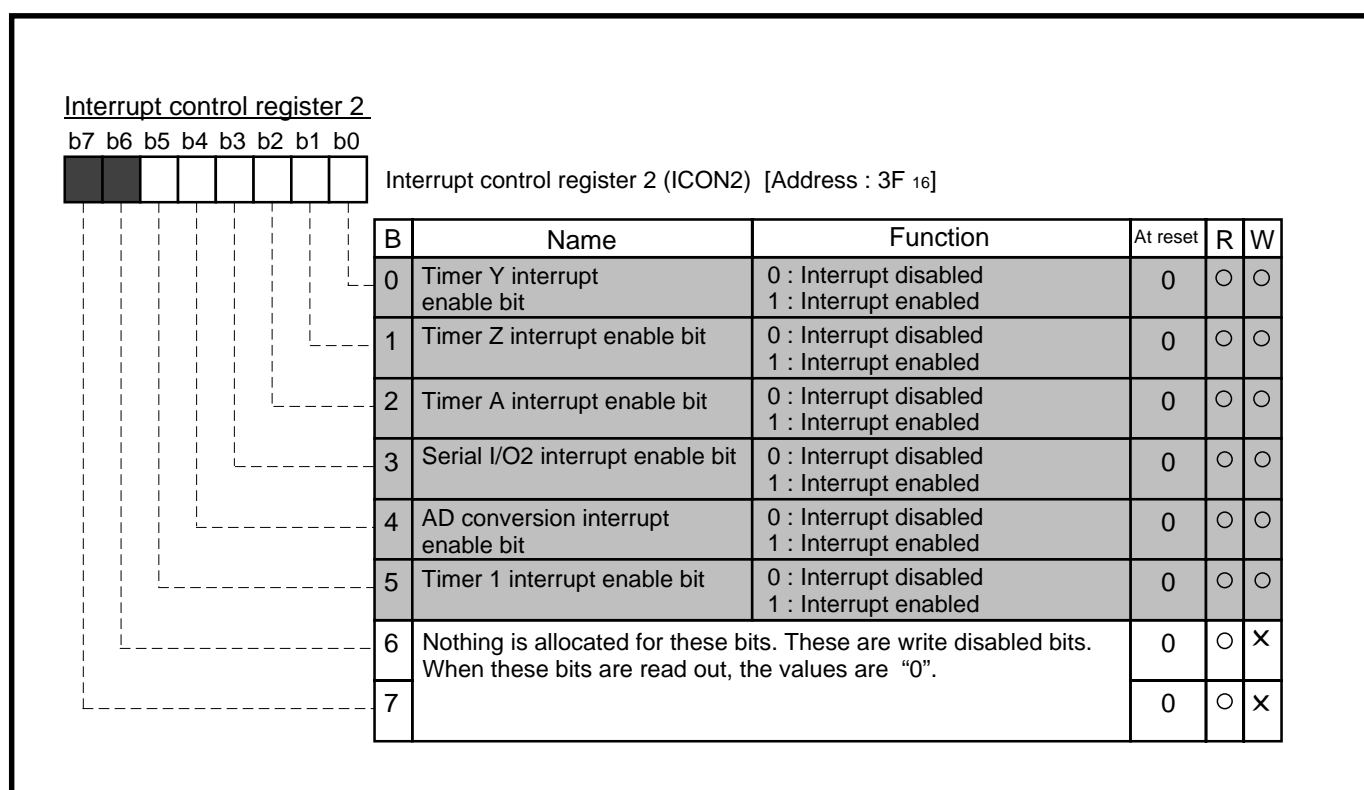 Interrupt control register 2
b7 b6 b5 b4 b3 b2 b1 b0
Interrupt control register 2 (ICON2) [Address : 3F 16]
B Name Function At reset R W
0 Timer Y interrupt enable bit 0 : Interrupt disabled 0 ○ ○
1 : Interrupt enabled
1 Timer Z interrupt enable bit 0 : Interrupt disabled 0 ○ ○
1 : Interrupt enabled
2 Timer A interrupt enable bit 0 : Interrupt disabled 0 ○ ○
1 : Interrupt enabled
3 Serial I/O2 interrupt enable bit 0 : Interrupt disabled 0 ○ ○
1 : Interrupt enabled
4 AD conversion interrupt enable bit 0 : Interrupt disabled 0 ○ ○
1 : Interrupt enabled
5 Timer 1 interrupt enable bit 0 : Interrupt disabled 0 ○ ○
1 : Interrupt enabled
6 Nothing is allocated for these bits. These are write disabled bits. 0 ○ ×
When these bits are read out, the values are “0”.
7 0 ○ ×